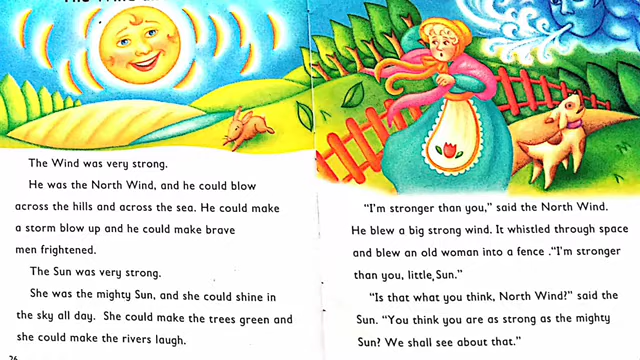 The Wind was very strong.
He was the North Wind, and he could blow
across the hills and across the sea. He could make
a storm blow up and he could make brave
men frightened.
The Sun was very strong.
She was the mighty Sun, and she could shine in
the sky all day. She could make the trees green and
she could make the rivers laugh.
26
"I'm stronger than you," said the North Wind.
He blew a big strong wind. It whistled through space
and blew an old woman into a fence ."I'm stronger
than you, little Sun."
"Is that what you think, North Wind?" said the
Sun. "You think you are as strong as the mighty
Sun? We shall see about that."